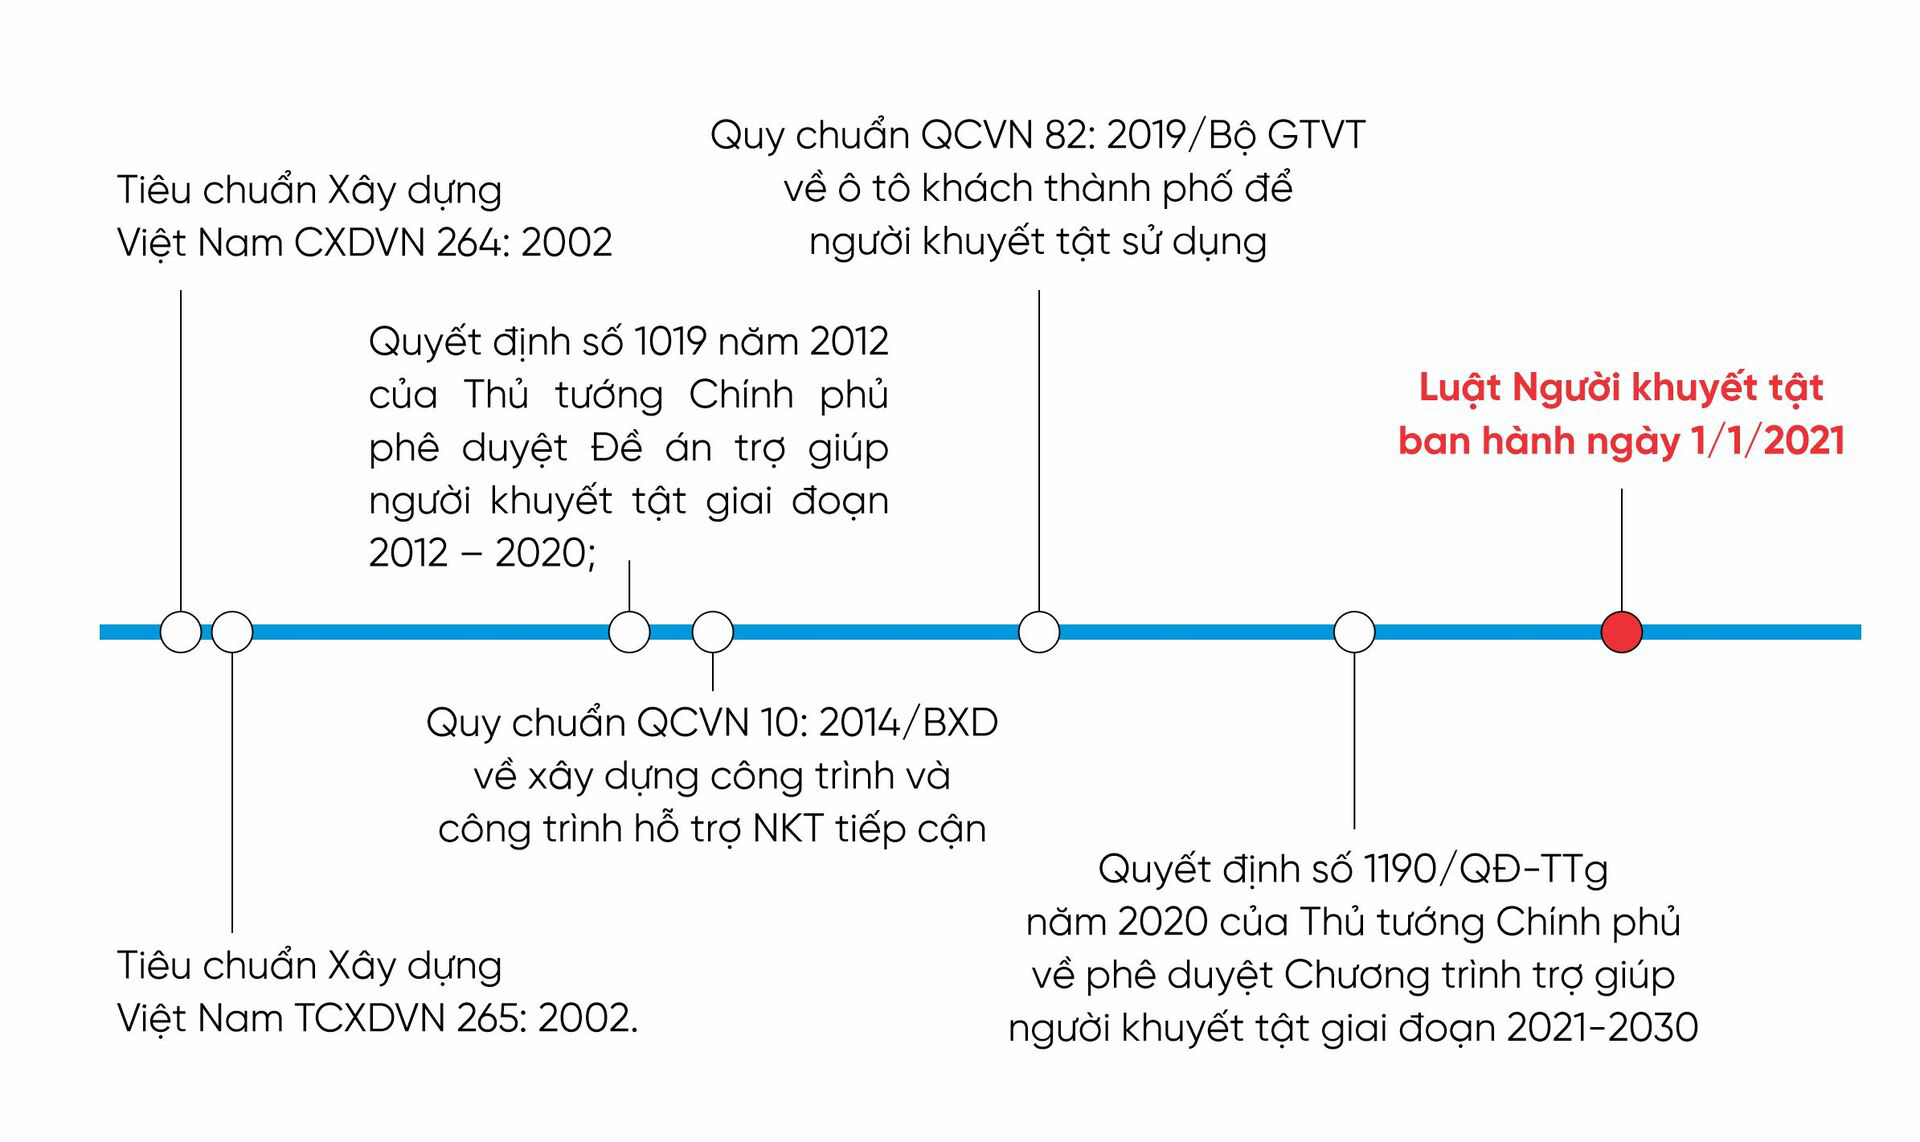 Tiêu chuẩn Xây dựng
Việt Nam CXDVN 264: 2002
Quy chuẩn QCVN 82: 2019/Bộ GTVT
về ô tô khách thành phố để
người khuyết tật sử dụng
Quyết định số 1019 năm 2012
của Thủ tướng Chính phủ
phê duyệt Đề án trợ giúp
người khuyết tật giai đoạn
2012 – 2020;
Luật Người khuyết tật
ban hành ngày 1/1/2021
Quy chuẩn QCVN 10: 2014/BXD
về xây dựng công trình và
công trình hỗ trợ NKT tiếp cận
Tiêu chuẩn Xây dựng
Việt Nam TCXDVN 265: 2002.
Quyết định số 1190/QĐ-TTg
năm 2020 của Thủ tướng Chính phủ
về phê duyệt Chương trình trợ giúp
người khuyết tật giai đoạn 2021-2030